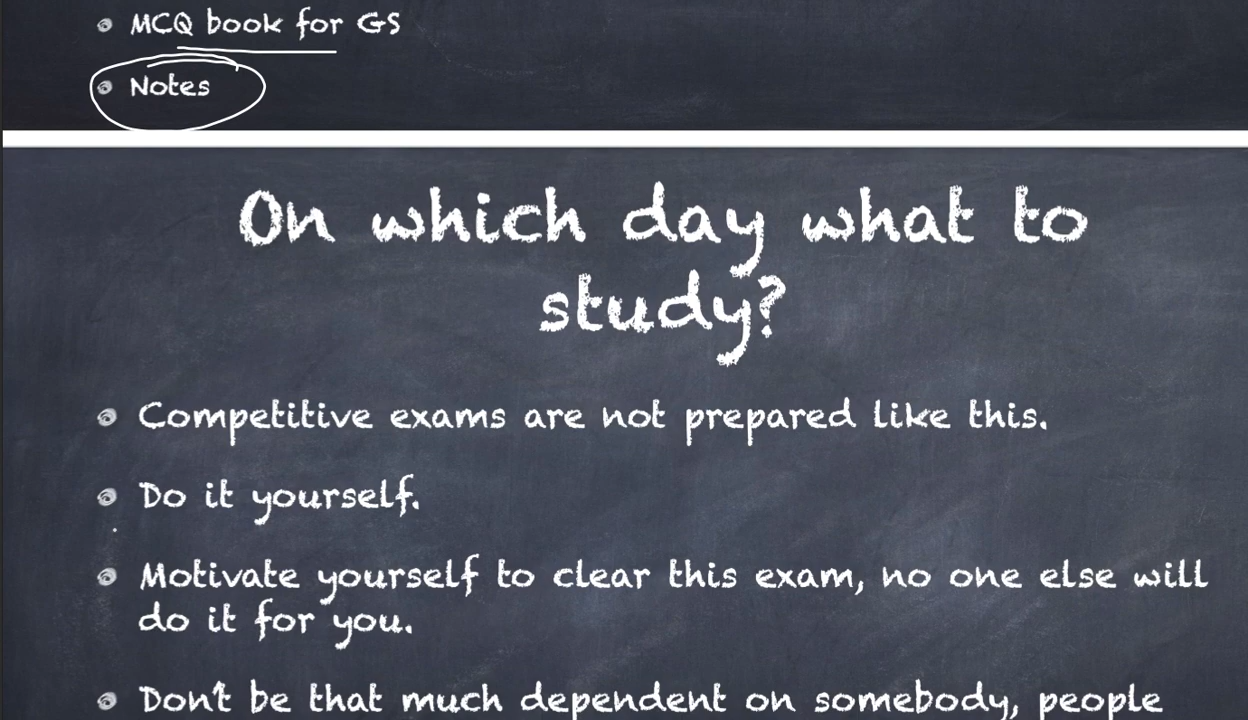 MCQ book for GS
Notes
On which day what to
study?
Competitive exams are not prepared like this.
Do it yourself.
Motivate yourself to clear this exam, no one else will
do it for you.
Don't be that much dependent on somebody, people